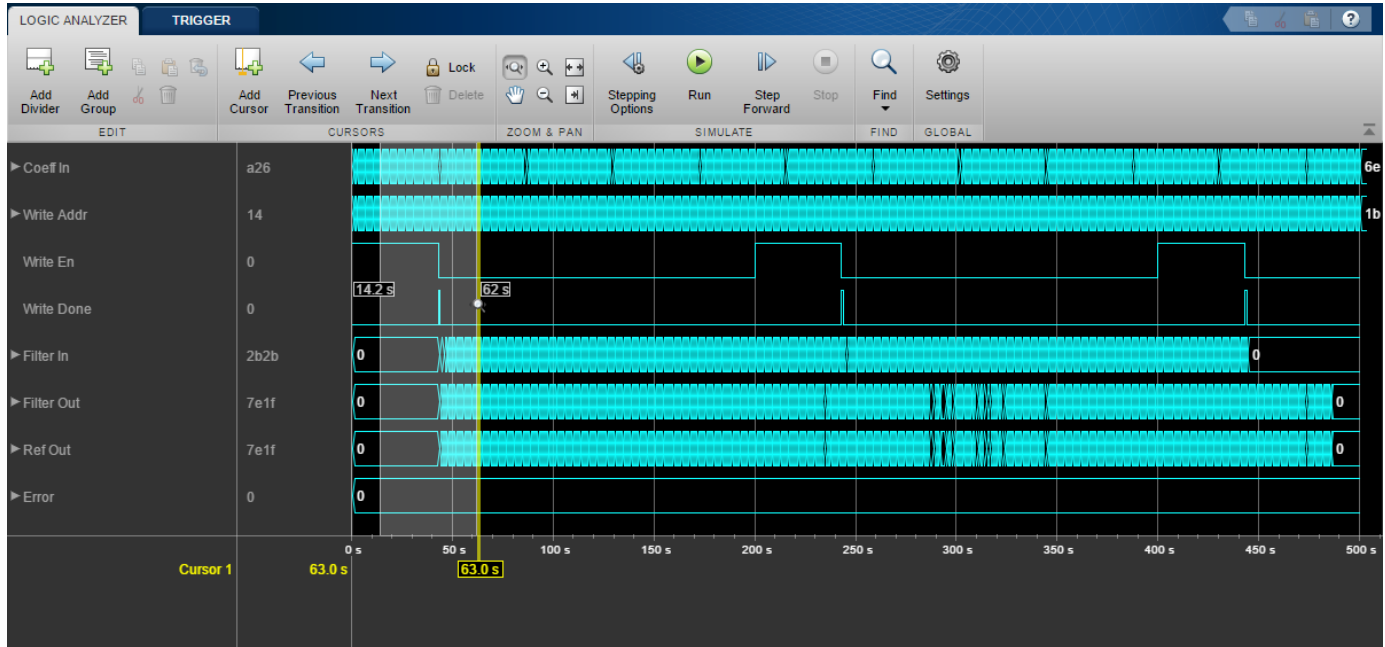 LOGIC ANALYZER TRIGGER
?
Add Divider
Add Group
Add Cursor
Previous Transition
Next Transition
Lock
Delete
Stepping Options
Run
Step Forward
Stop
Find
Settings
EDIT CURSORS ZOOM & PAN SIMULATE FIND GLOBAL
Coeff In a26 6e
Write Addr 14 1b
Write En 0
14.2 s 62 s
Write Done 0
Filter In 2b2b 0 0
Filter Out 7e1f 0 0
Ref Out 7e1f 0 0
Error 0 0
0 s 50 s 100 s 150 s 200 s 250 s 300 s 350 s 400 s 450 s 500 s
Cursor 1 63.0 s 63.0 s